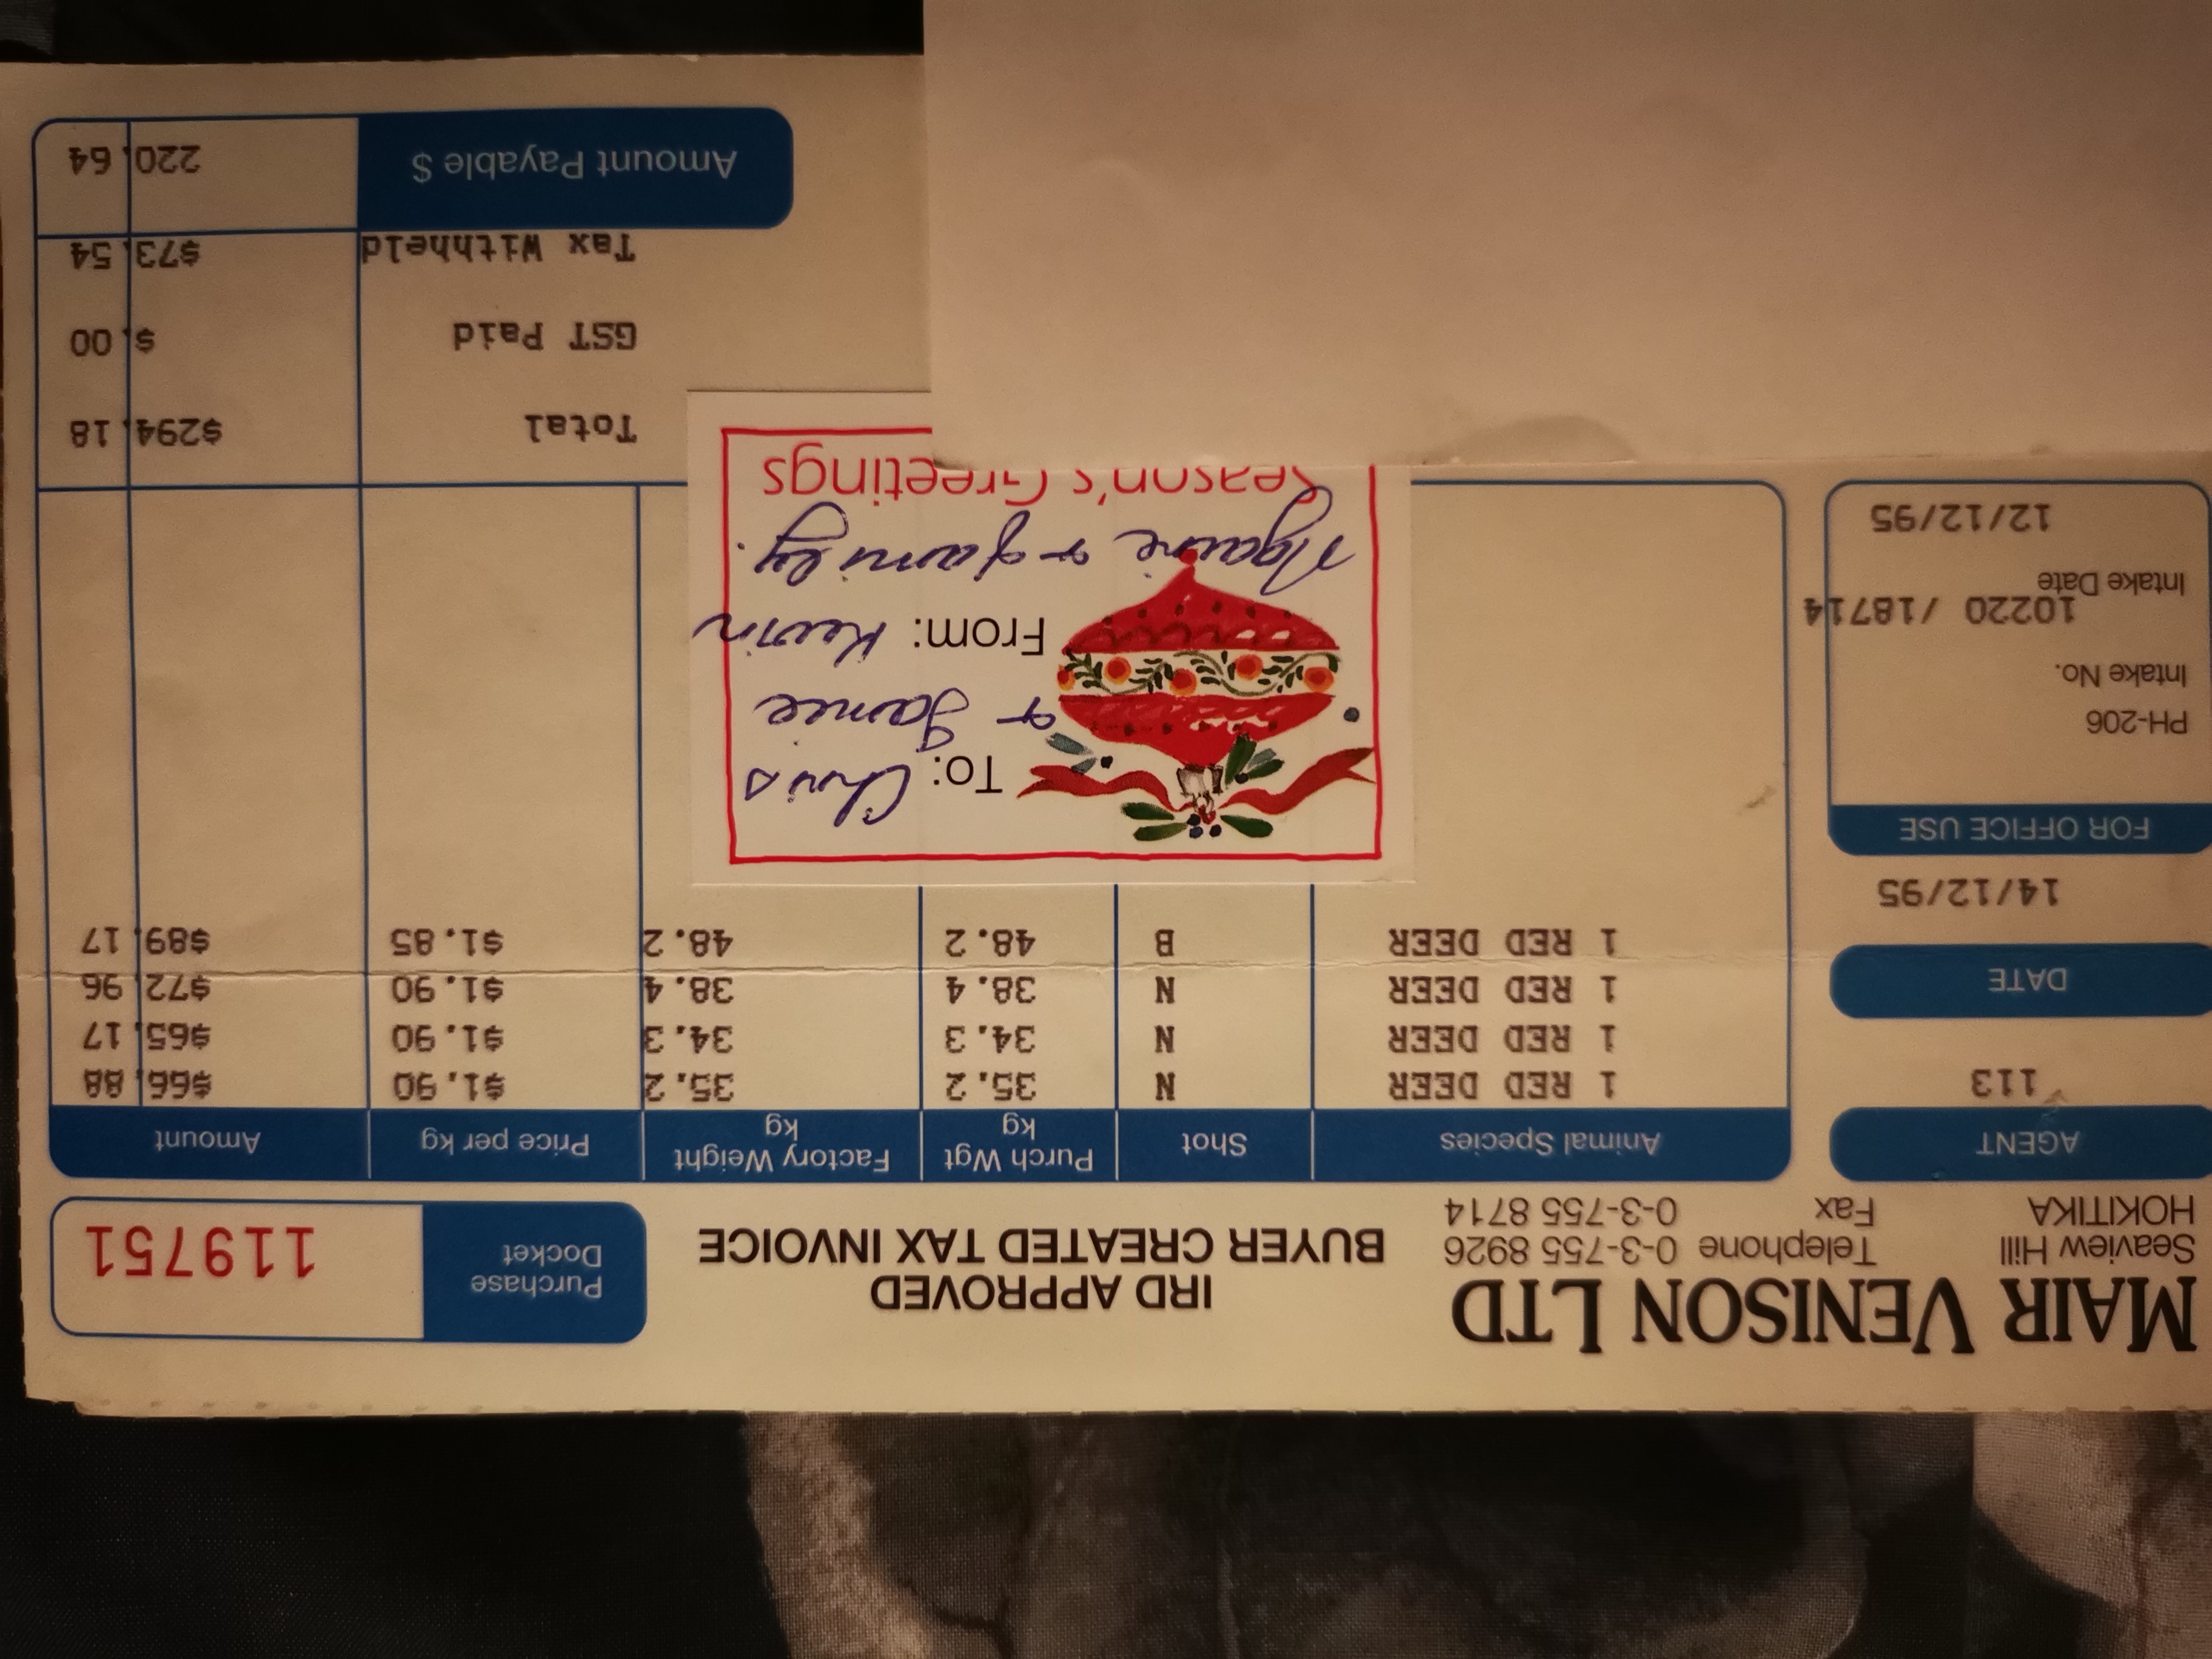 MAIR VENISON LTD
Seaview Hill Telephone 0-3-755 8926
HOKITIKA Fax 0-3-755 8714
IRD APPROVED
BUYER CREATED TAX INVOICE
Purchase
Docket
119751
AGENT
113
DATE
14/12/95
FOR OFFICE USE
PH-206
Intake No.
10220 /18714
Intake Date
12/12/95
Animal Species Shot Purch Wgt kg Factory Weight kg Price per kg Amount
1 RED DEER N 35.2 35.2 $1.90 $66.88
1 RED DEER N 34.3 34.3 $1.90 $65.17
1 RED DEER N 38.4 38.4 $1.90 $72.96
1 RED DEER B 48.2 48.2 $1.85 $89.17
To: Chris
& Jamee
From: Kevin
& family.
Season's Greetings
Total $294.18
GST Paid $.00
Tax Withheld $73.54
Amount Payable $ 220.64